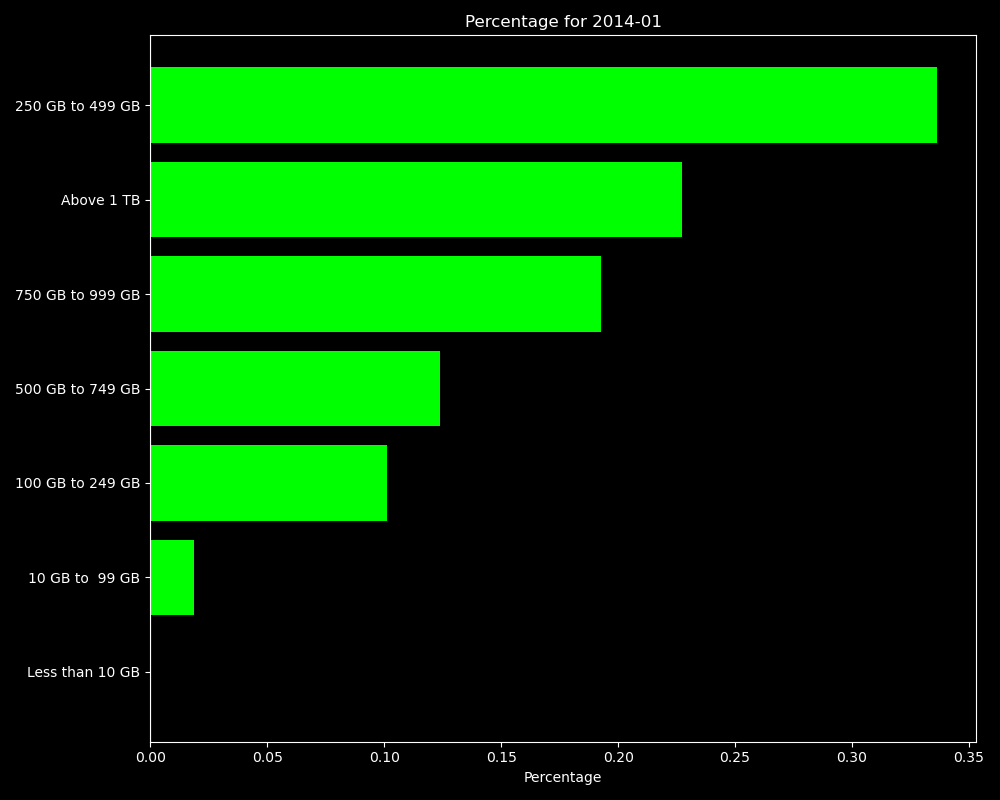 Percentage for 2014-01
250 GB to 499 GB
Above 1 TB
750 GB to 999 GB
500 GB to 749 GB
100 GB to 249 GB
10 GB to  99 GB
Less than 10 GB
0.00 0.05 0.10 0.15 0.20 0.25 0.30 0.35
Percentage